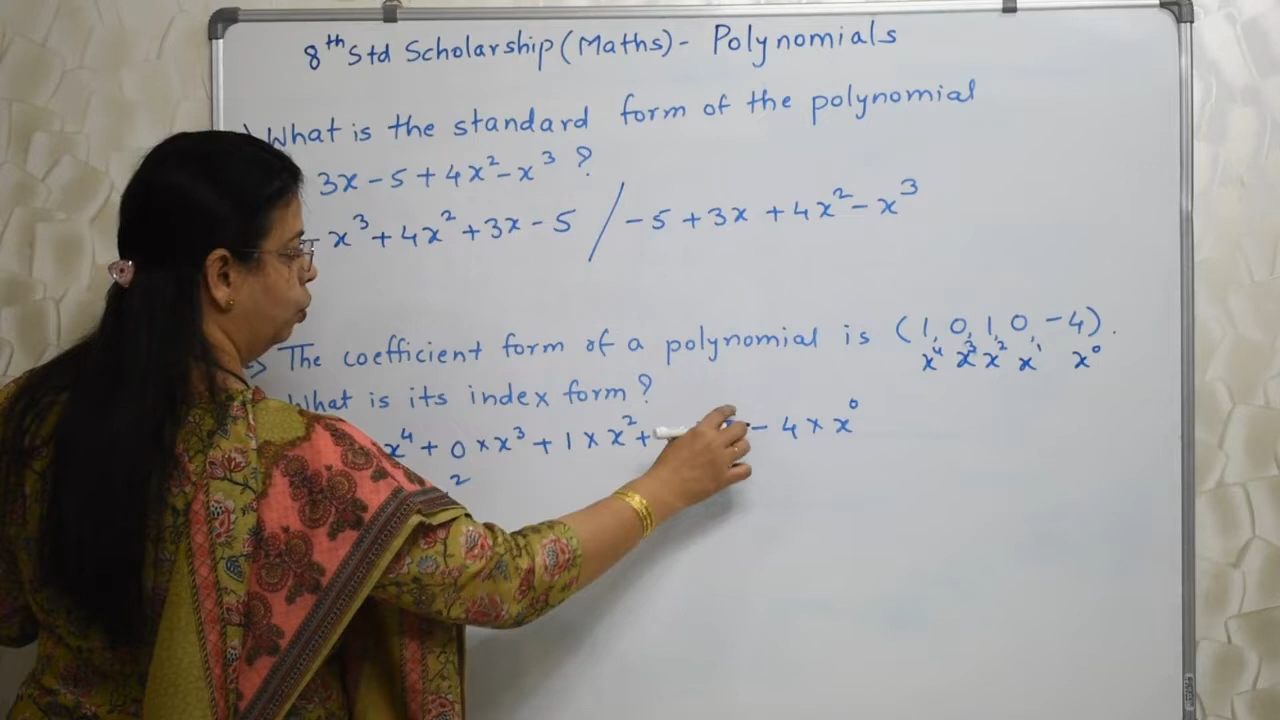 8th Std Scholarship (Maths) - Polynomials
) What is the standard form of the polynomial
3x - 5 + 4x² - x³ ?
- x³ + 4x² + 3x - 5 / - 5 + 3x + 4x² - x³
The coefficient form of a polynomial is (1, 0, 1, 0, -4).
x⁴ x³ x² x¹ x⁰
What is its index form?
x⁴ + 0 × x³ + 1 × x² + - 4 × x⁰
2